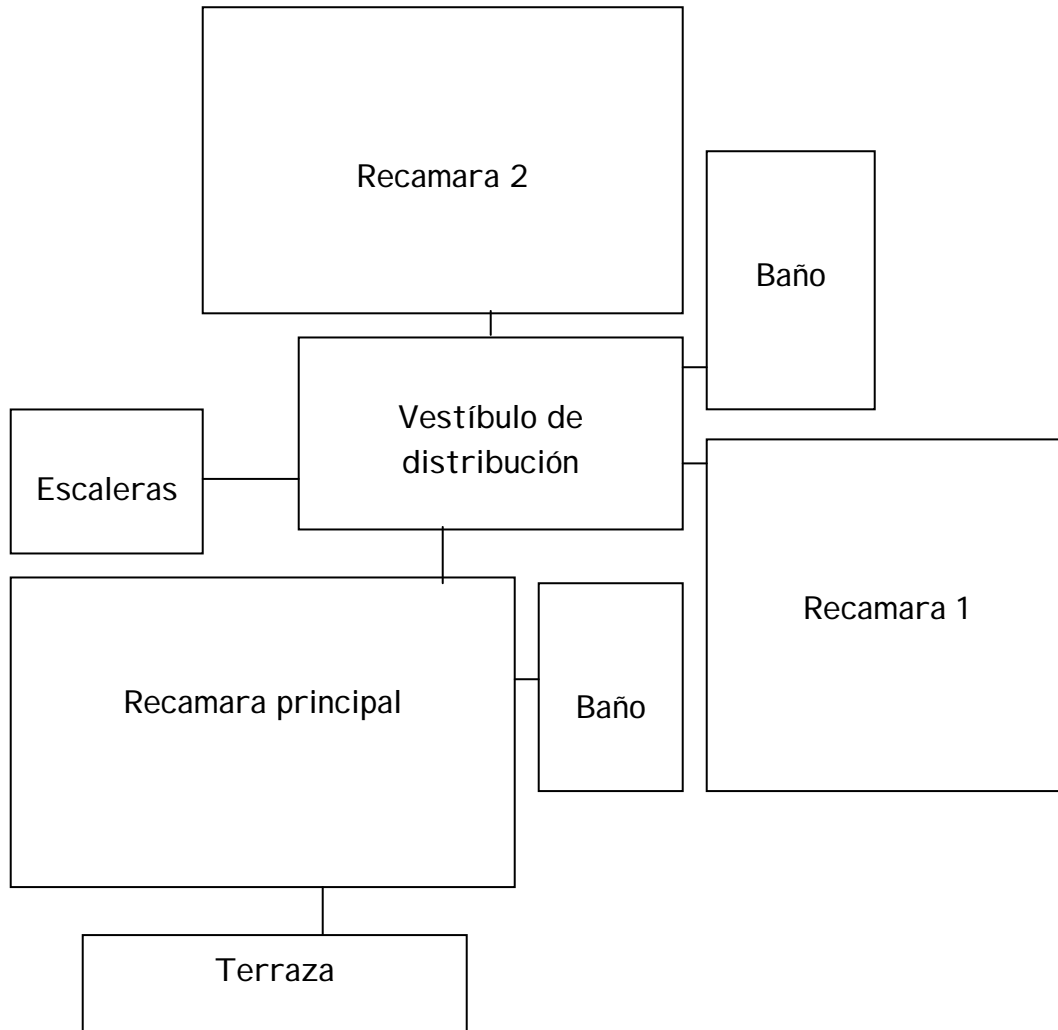 Recamara 2
Baño
Vestíbulo de
distribución
Escaleras
Recamara 1
Recamara principal
Baño
Terraza